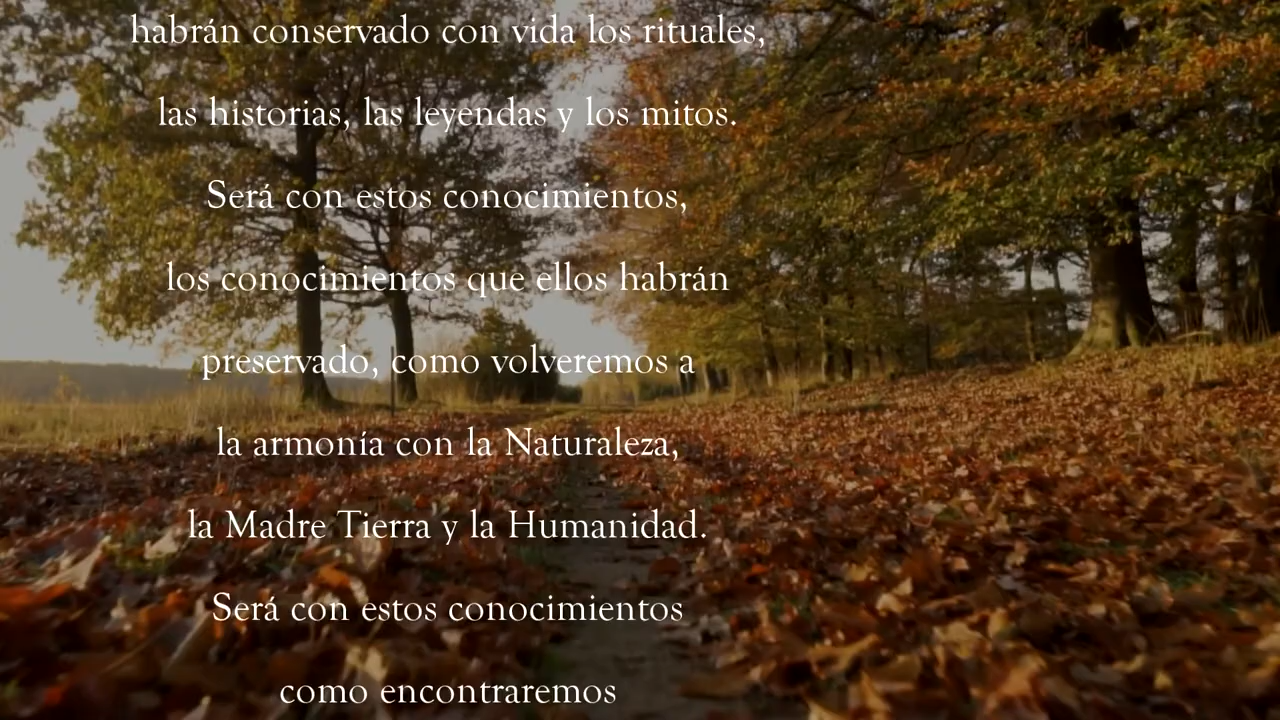 habrán conservado con vida los rituales,
las historias, las leyendas y los mitos.
Será con estos conocimientos,
los conocimientos que ellos habrán
preservado, como volveremos a
la armonía con la Naturaleza,
la Madre Tierra y la Humanidad.
Será con estos conocimientos
como encontraremos